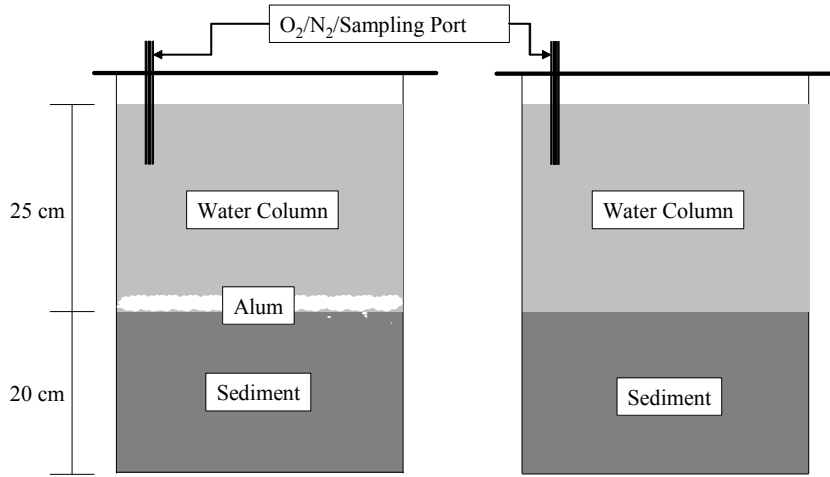 O₂/N₂/Sampling Port
25 cm
Water Column
Water Column
Alum
20 cm
Sediment
Sediment